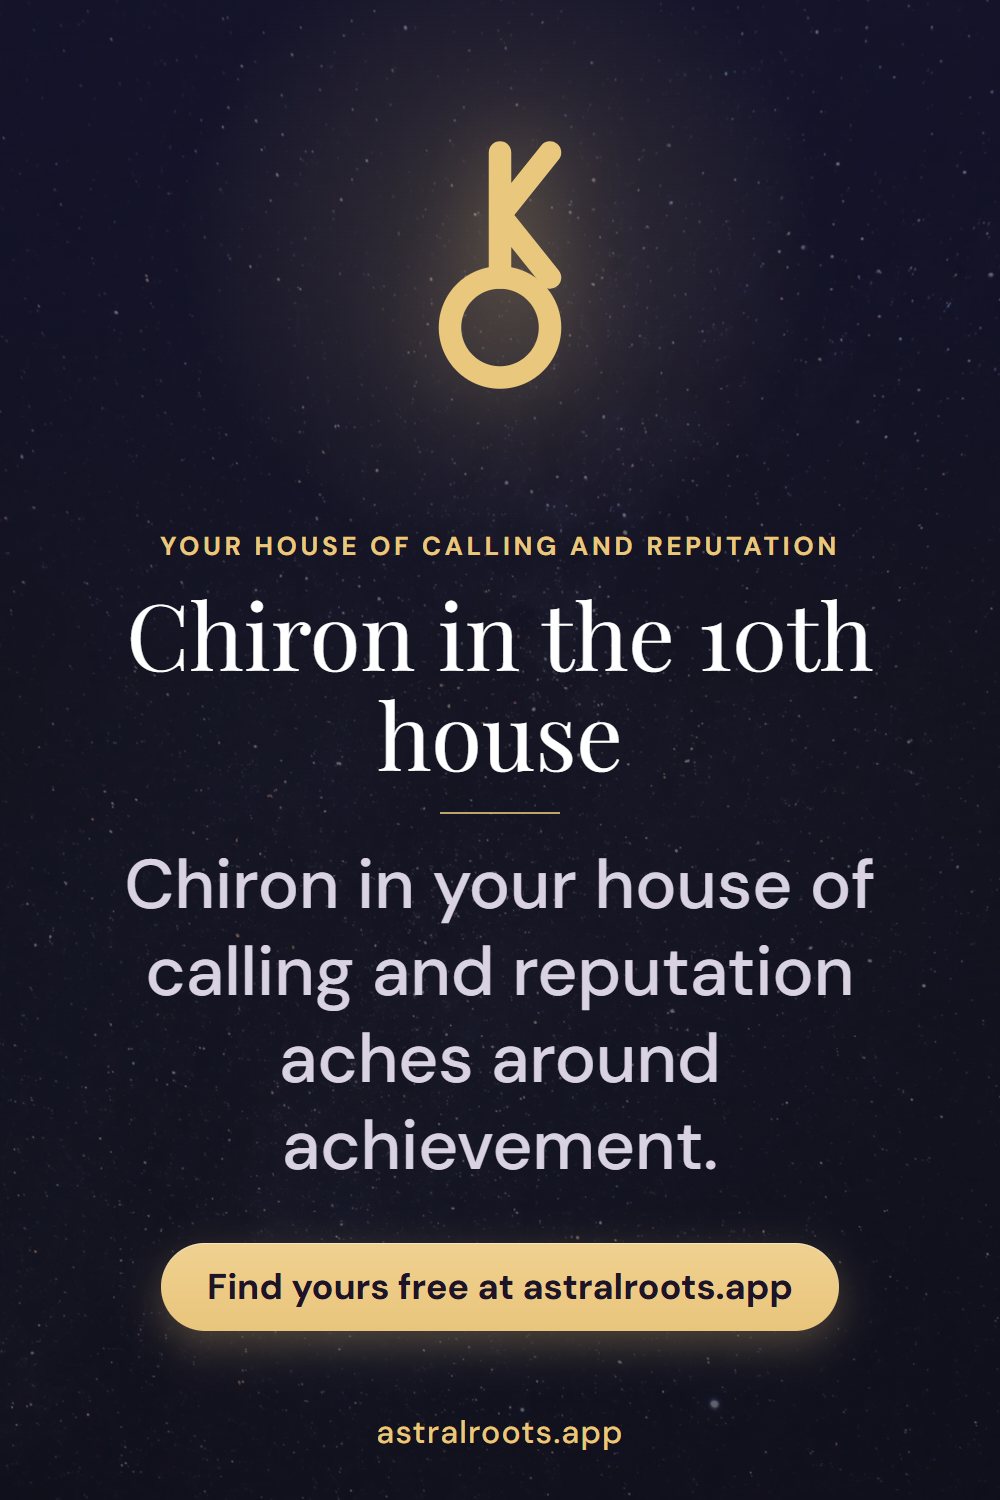 YOUR HOUSE OF CALLING AND REPUTATION
Chiron in the 10th
house
Chiron in your house of
calling and reputation
aches around
achievement.
Find yours free at astralroots.app
astralroots.app